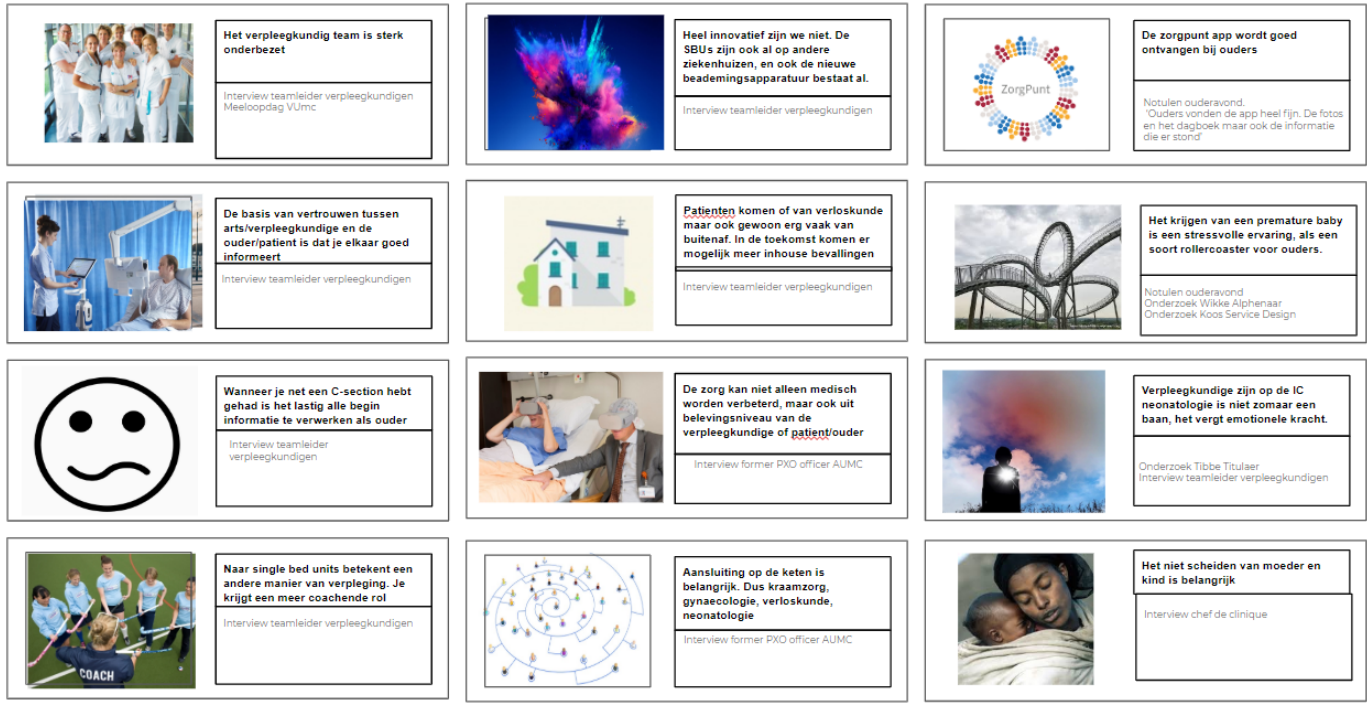 Het verpleegkundig team is sterk
onderbezet
Interview teamleider verpleegkundigen
Meeloopdag VUmc
Heel innovatief zijn we niet. De
SBUs zijn ook al op andere
ziekenhuizen, en ook de nieuwe
beademingsapparatuur bestaat al.
Interview teamleider verpleegkundigen
ZorgPunt
De zorgpunt app wordt goed
ontvangen bij ouders
Notulen ouderavond.
'Ouders vonden de app heel fijn. De fotos
en het dagboek maar ook de informatie
die er stond'
De basis van vertrouwen tussen
arts/verpleegkundige en de
ouder/patient is dat je elkaar goed
informeert
Interview teamleider verpleegkundigen
Patienten komen of van verloskunde
maar ook gewoon erg vaak van
buitenaf. In de toekomst komen er
mogelijk meer inhouse bevallingen
Interview teamleider verpleegkundigen
Het krijgen van een premature baby
is een stressvolle ervaring, als een
soort rollercoaster voor ouders.
Notulen ouderavond
Onderzoek Wikke Alphenaar
Onderzoek Koos Service Design
Wanneer je net een C-section hebt
gehad is het lastig alle begin
informatie te verwerken als ouder
Interview teamleider
verpleegkundigen
De zorg kan niet alleen medisch
worden verbeterd, maar ook uit
belevingsniveau van de
verpleegkundige of patient/ouder
Interview former PXO officer AUMC
Verpleegkundige zijn op de IC
neonatologie is niet zomaar een
baan, het vergt emotionele kracht.
Onderzoek Tibbe Titulaer
Interview teamleider verpleegkundigen
COACH
Naar single bed units betekent een
andere manier van verpleging. Je
krijgt een meer coachende rol
Interview teamleider verpleegkundigen
Aansluiting op de keten is
belangrijk. Dus kraamzorg,
gynaecologie, verloskunde,
neonatologie
Interview former PXO officer AUMC
Het niet scheiden van moeder en
kind is belangrijk
Interview chef de clinique